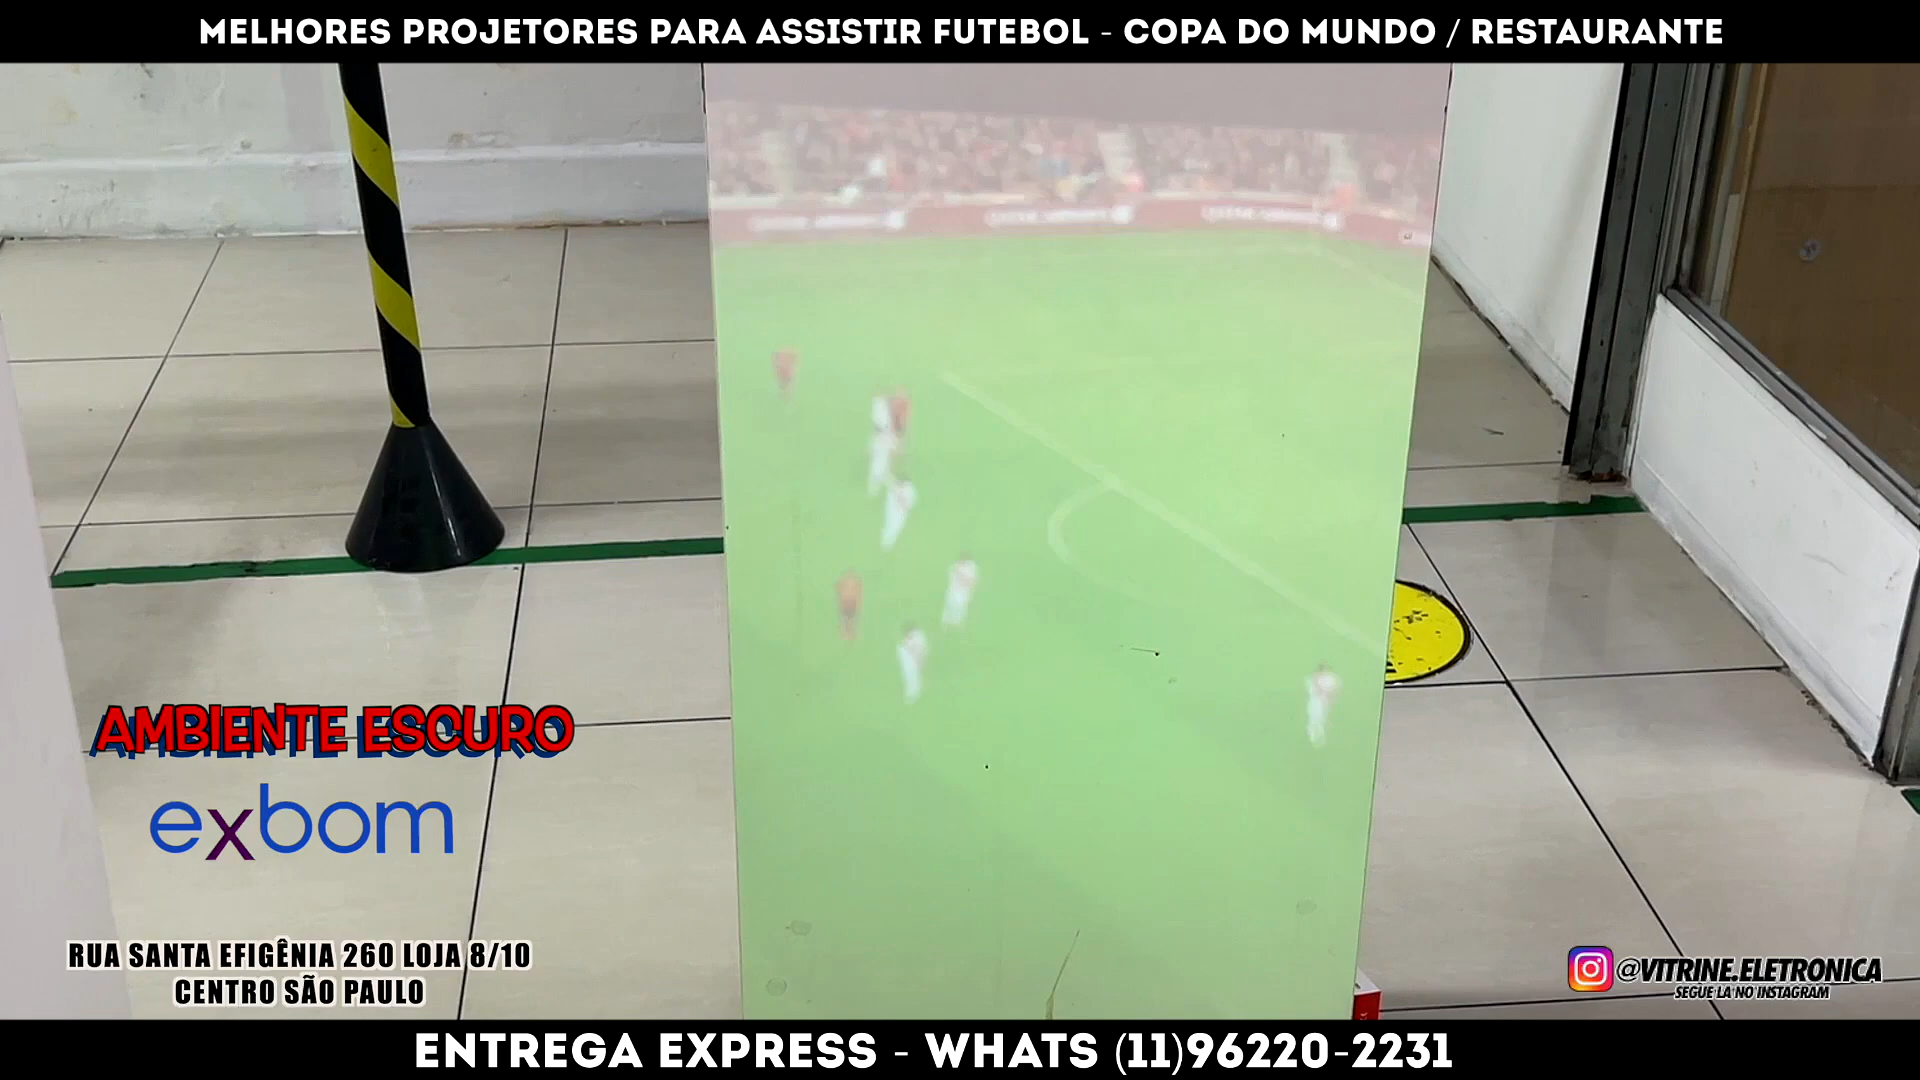 MELHORES PROJETORES PARA ASSISTIR FUTEBOL - COPA DO MUNDO / RESTAURANTE
AMBIENTE ESCURO
exbom
RUA SANTA EFIGÊNIA 260 LOJA 8/10
CENTRO SÃO PAULO
@VITRINE.ELETRONICA
SEGUE LA NO INSTAGRAM
ENTREGA EXPRESS - WHATS (11)96220-2231